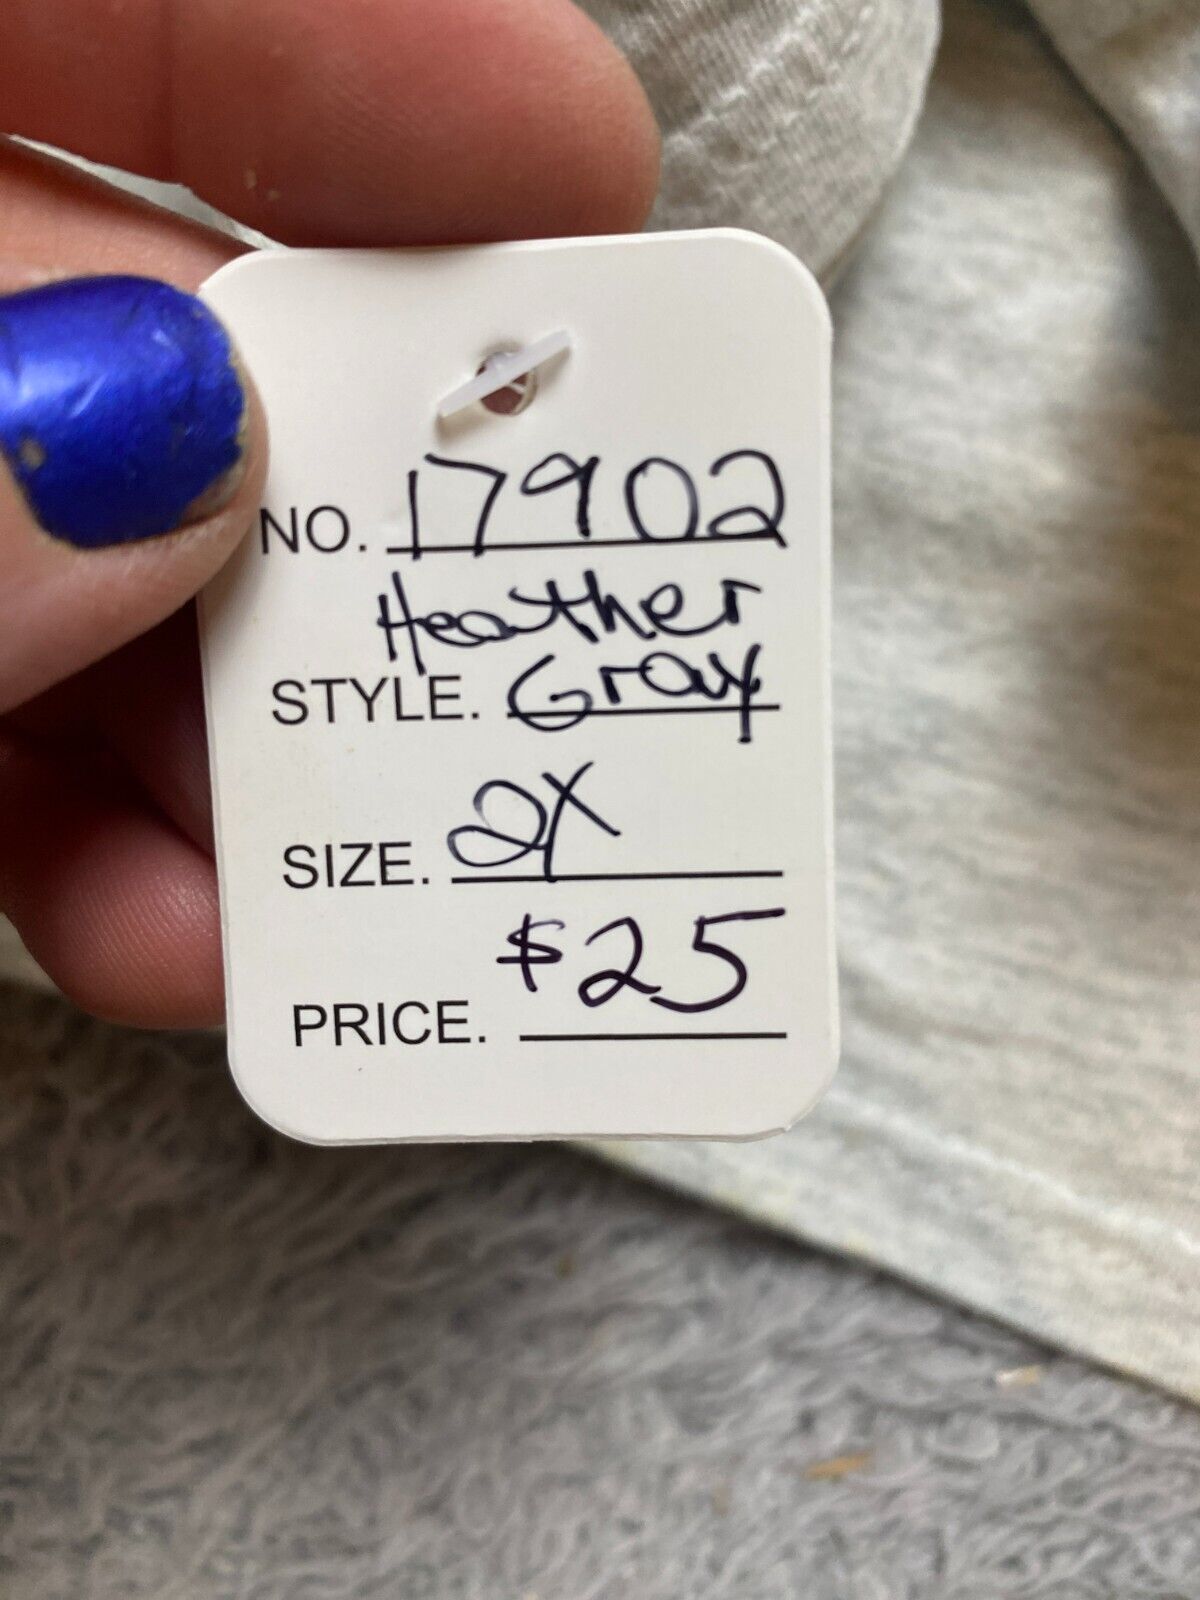 NO. 17902
Heather
STYLE. Gray
SIZE. 2X
PRICE. $25